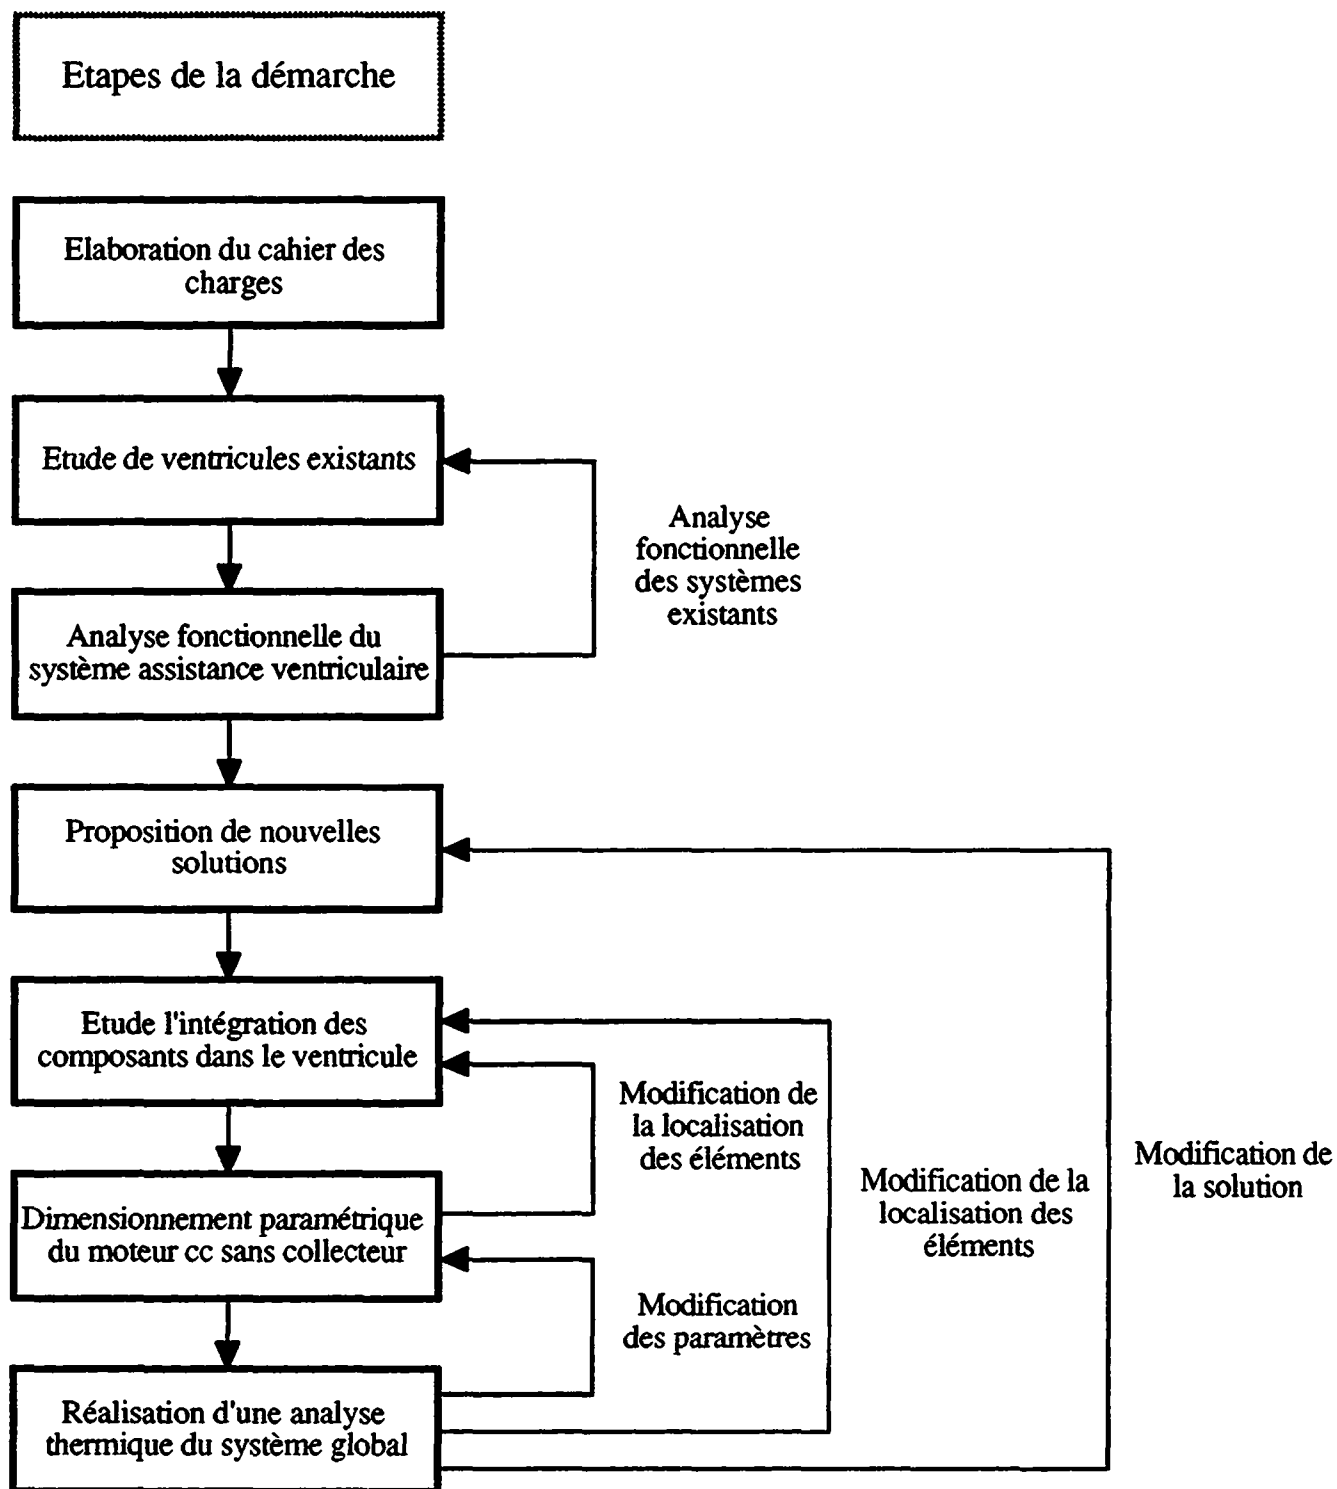 Etapes de la démarche
Elaboration du cahier des
charges
Etude de ventricules existants
Analyse
fonctionnelle
des systèmes
existants
Analyse fonctionnelle du
système assistance ventriculaire
Proposition de nouvelles
solutions
Etude l'intégration des
composants dans le ventricule
Modification de
la localisation
des éléments
Modification de la
localisation des
éléments
Modification de
la solution
Dimensionnement paramétrique
du moteur cc sans collecteur
Modification
des paramètres
Réalisation d'une analyse
thermique du système global